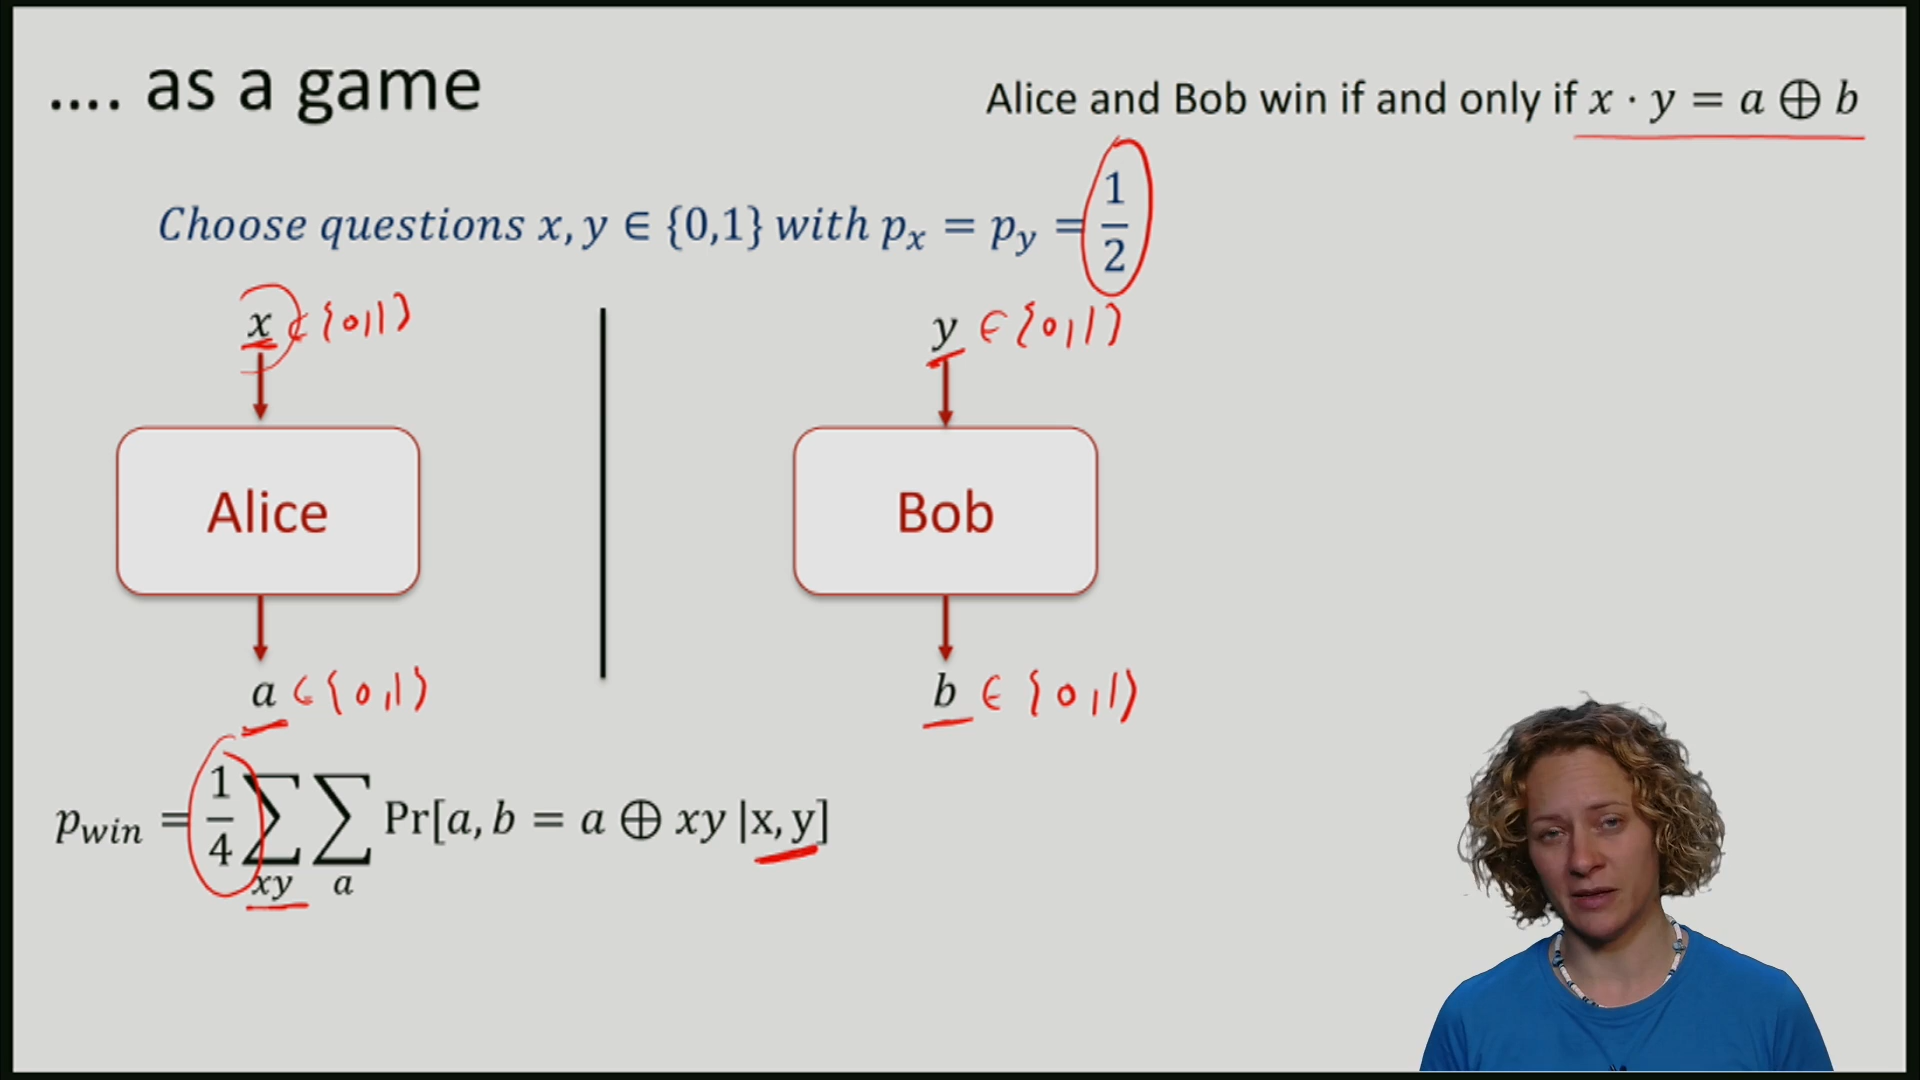 .... as a game
Alice and Bob win if and only if x · y = a ⊕ b
Choose questions x, y ∈ {0,1} with p_x = p_y = 1/2
x ∈ {0,1}
y ∈ {0,1}
Alice
Bob
a ∈ {0,1}
b ∈ {0,1}
p_win = 1/4 ∑_xy ∑_a Pr[a, b = a ⊕ xy |x, y]